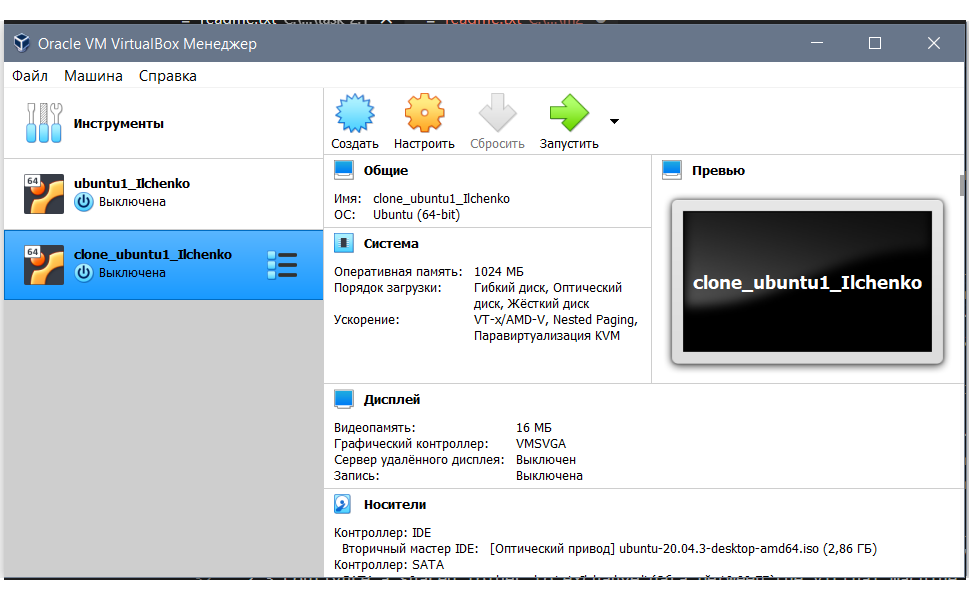 Oracle VM VirtualBox Менеджер
Файл Машина Справка
Инструменты
Создать Настроить Сбросить Запустить
64
ubuntu1_Ilchenko
Выключена
64
clone_ubuntu1_Ilchenko
Выключена
Общие
Имя: clone_ubuntu1_Ilchenko
ОС: Ubuntu (64-bit)
Превью
clone_ubuntu1_Ilchenko
Система
Оперативная память: 1024 МБ
Порядок загрузки: Гибкий диск, Оптический
диск, Жёсткий диск
Ускорение: VT-x/AMD-V, Nested Paging,
Паравиртуализация KVM
Дисплей
Видеопамять: 16 МБ
Графический контроллер: VMSVGA
Сервер удалённого дисплея: Выключен
Запись: Выключена
Носители
Контроллер: IDE
Вторичный мастер IDE: [Оптический привод] ubuntu-20.04.3-desktop-amd64.iso (2,86 ГБ)
Контроллер: SATA